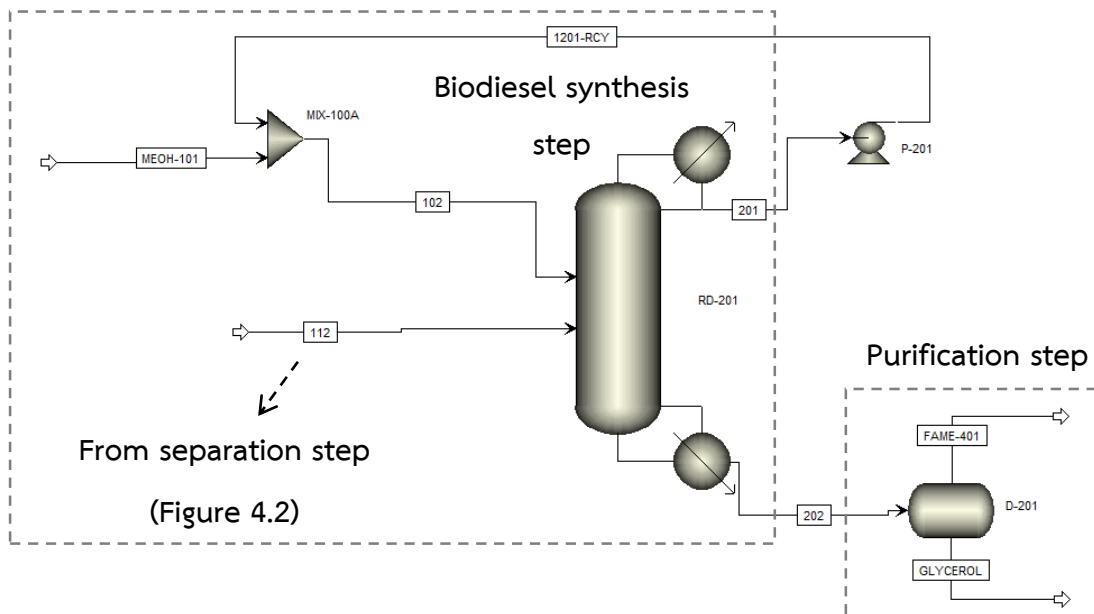 1201-RCY
Biodiesel synthesis
step
MIX-100A
MEOH-101
P-201
102
201
RD-201
112
From separation step
(Figure 4.2)
Purification step
FAME-401
D-201
202
GLYCEROL